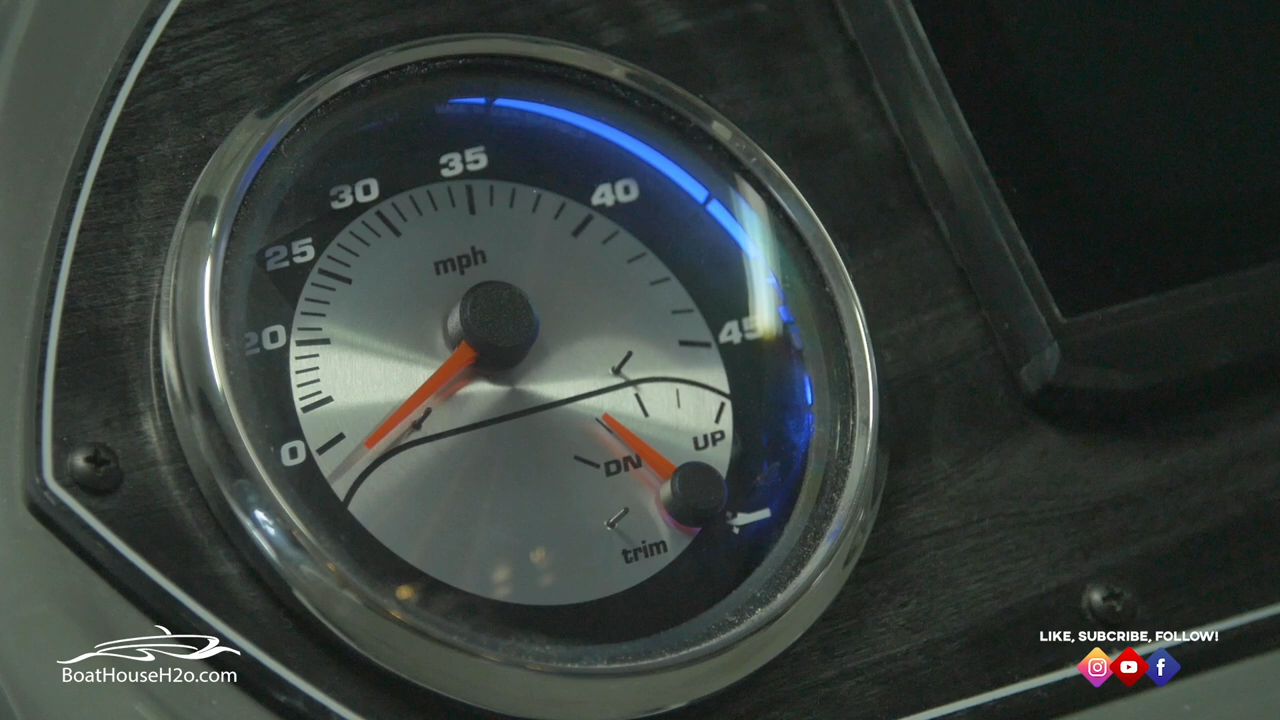 35
30
40
25
mph
20
45
UP
DN
0
trim
LIKE, SUBCRIBE, FOLLOW!
BoatHouseH2o.com